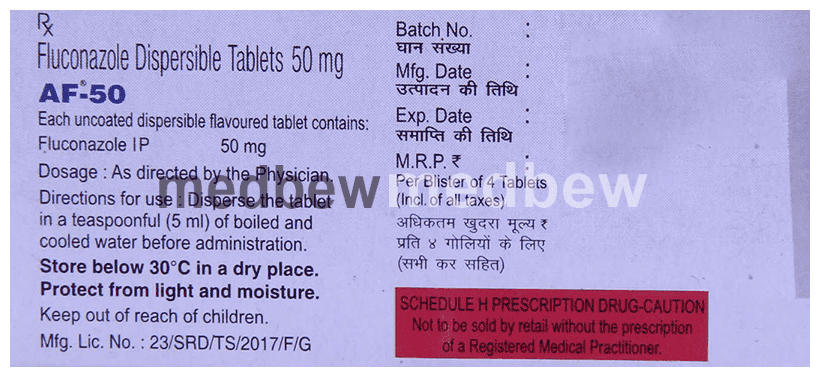 Rx
Fluconazole Dispersible Tablets 50 mg
AF®-50
Each uncoated dispersible flavoured tablet contains:
Fluconazole IP 50 mg
Dosage : As directed by the Physician.
Directions for use : Disperse the tablet
in a teaspoonful (5 ml) of boiled and
cooled water before administration.
Store below 30°C in a dry place.
Protect from light and moisture.
Keep out of reach of children.
Mfg. Lic. No. : 23/SRD/TS/2017/F/G
Batch No. :
घान संख्या
Mfg. Date :
उत्पादन की तिथि
Exp. Date :
समाप्ति की तिथि
M.R.P. ₹ :
Per Blister of 4 Tablets
(Incl. of all taxes)
अधिकतम खुदरा मूल्य ₹
प्रति ४ गोलियों के लिए
(सभी कर सहित)
SCHEDULE H PRESCRIPTION DRUG-CAUTION
Not to be sold by retail without the prescription
of a Registered Medical Practitioner.
medbew medbew